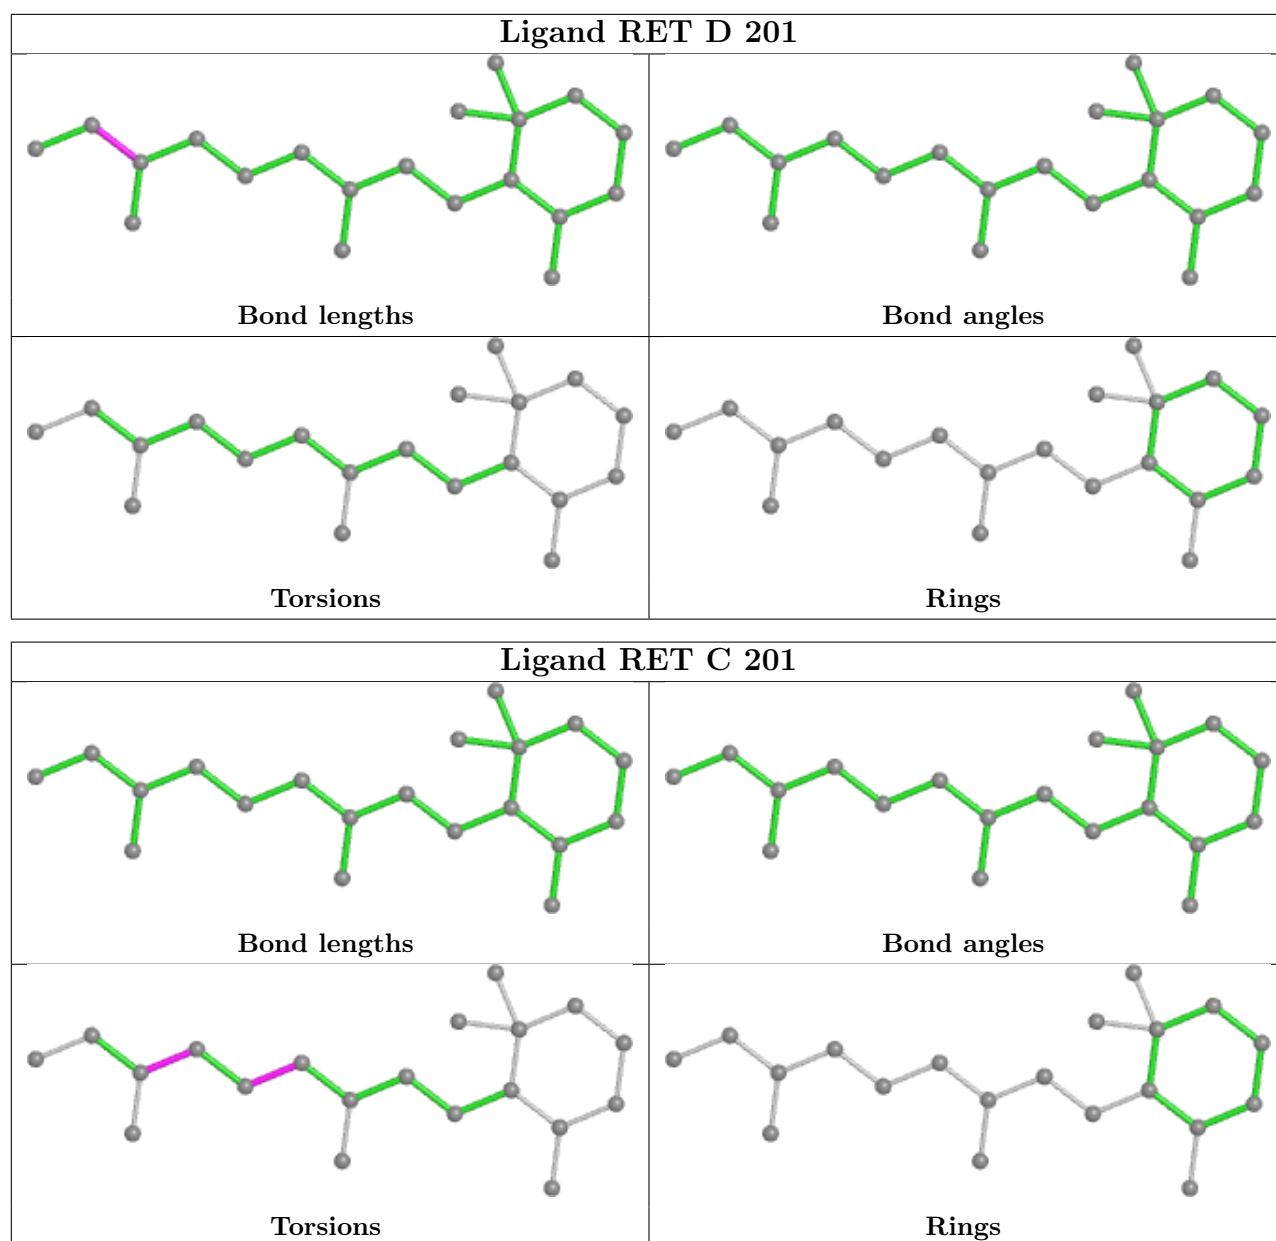 Ligand RET D 201
Bond lengths
Bond angles
Torsions
Rings
Ligand RET C 201
Bond lengths
Bond angles
Torsions
Rings